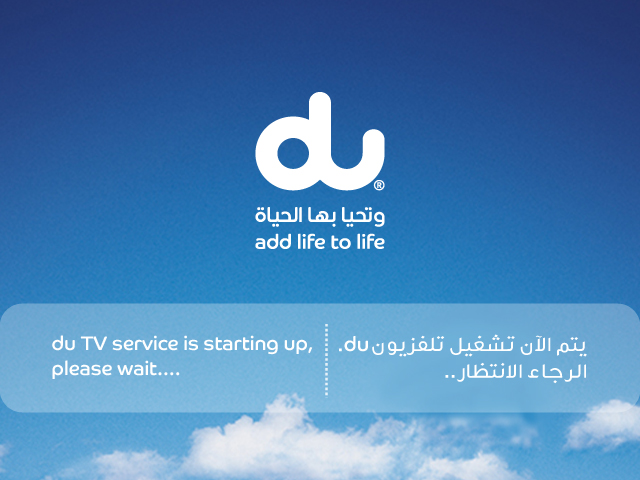 du®
وتحيا بها الحياة
add life to life
du TV service is starting up,
please wait....
يتم الآن تشغيل تلفزيون du.
الرجاء الانتظار..